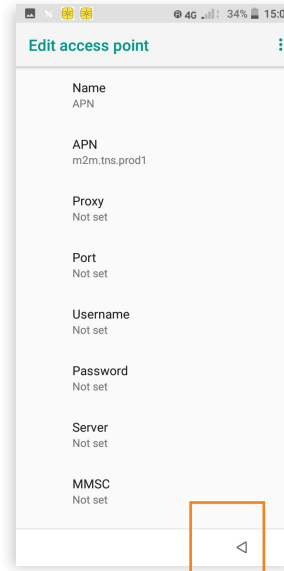 4G 34% 15:0
Edit access point
Name
APN
APN
m2m.tns.prod1
Proxy
Not set
Port
Not set
Username
Not set
Password
Not set
Server
Not set
MMSC
Not set